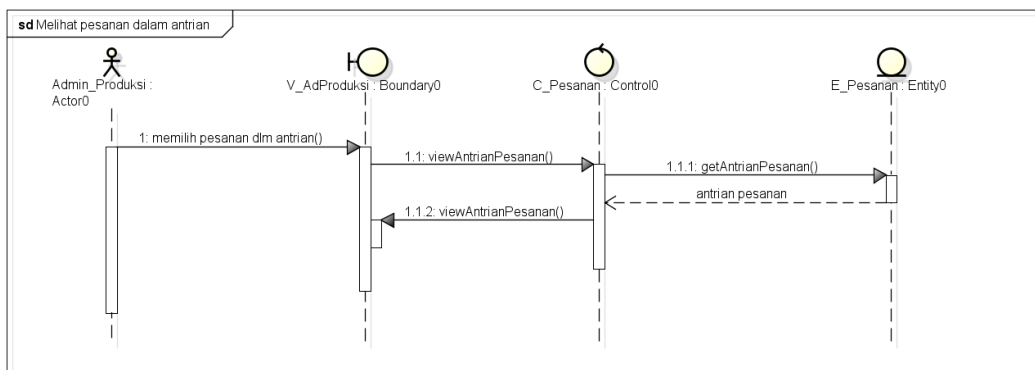 sd Melihat pesanan dalam antrian
Admin_Produksi :
Actor0
V_AdProduksi : Boundary0
C_Pesanan : Control0
E_Pesanan : Entity0
1: memilih pesanan dlm antrian()
1.1: viewAntrianPesanan()
1.1.1: getAntrianPesanan()
antrian pesanan
1.1.2: viewAntrianPesanan()